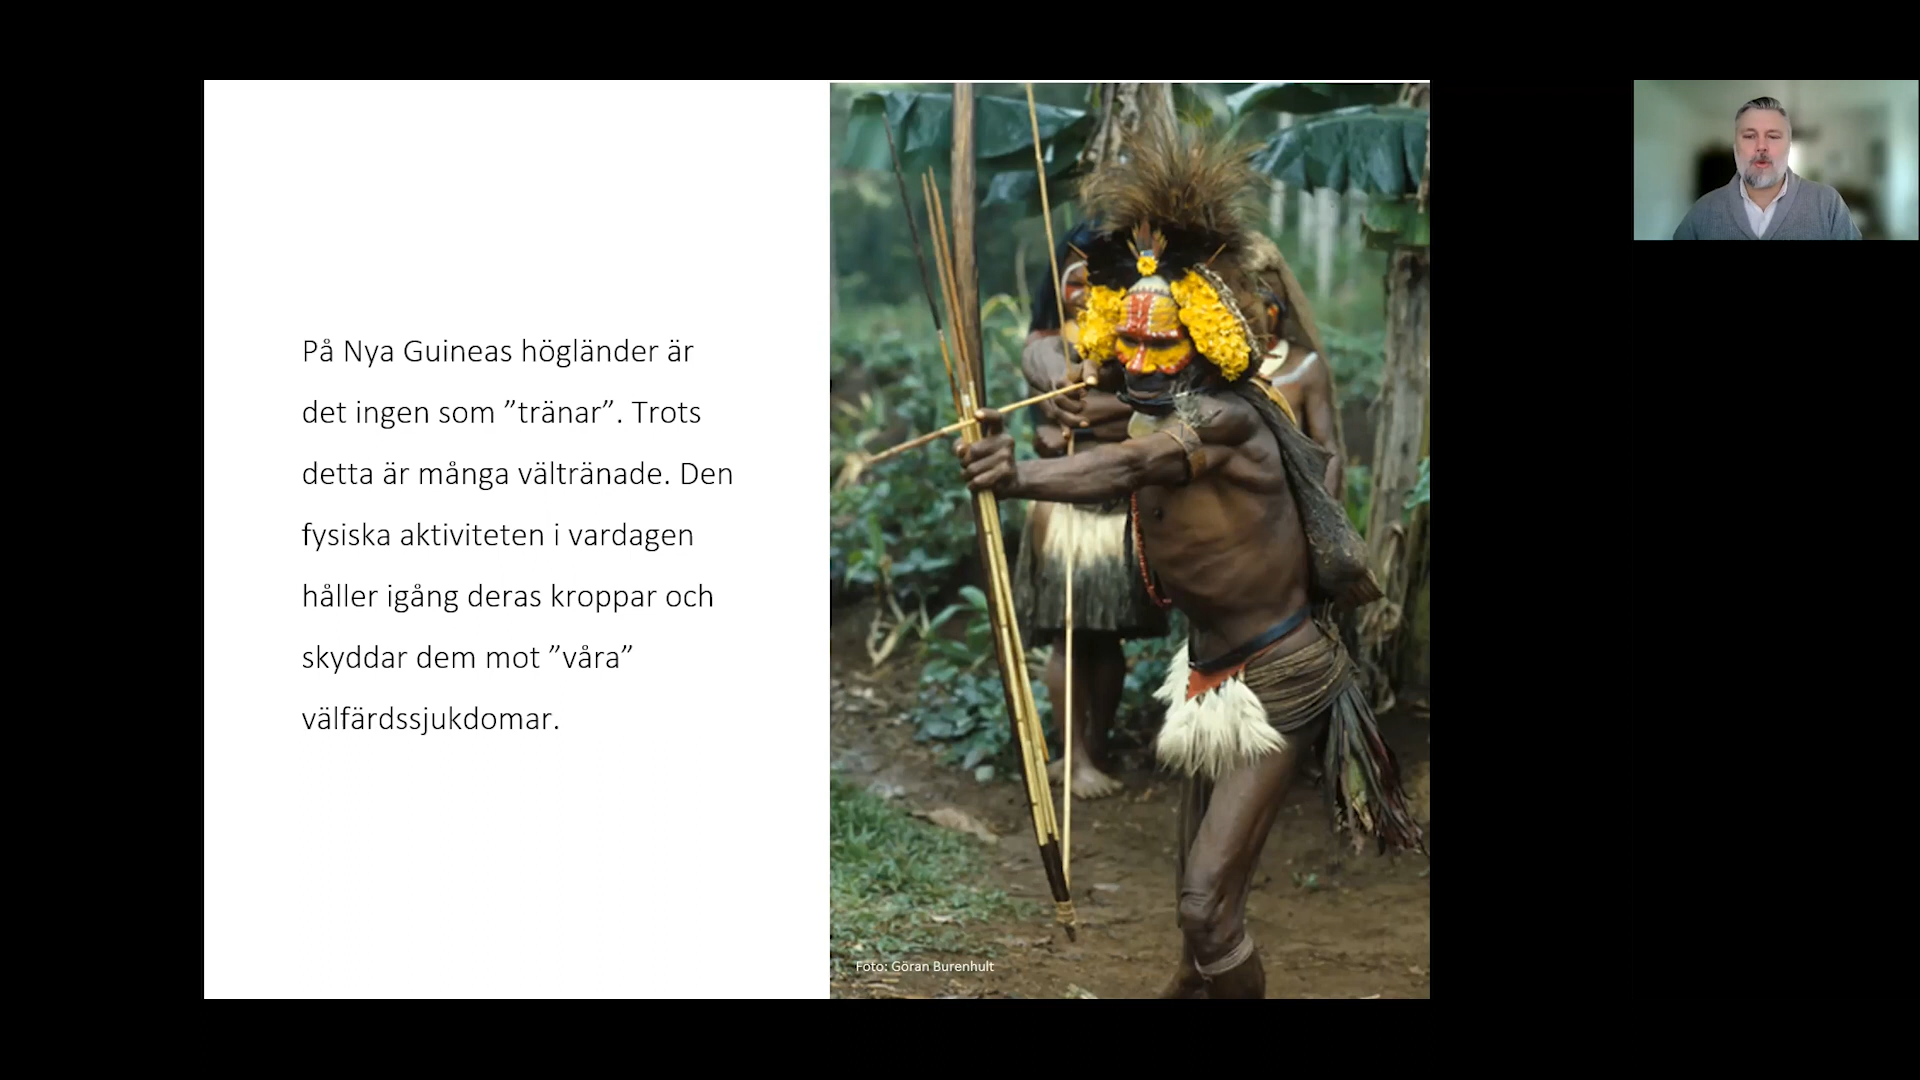 På Nya Guineas högländer är
det ingen som ”tränar”. Trots
detta är många vältränade. Den
fysiska aktiviteten i vardagen
håller igång deras kroppar och
skyddar dem mot ”våra”
välfärdssjukdomar.
Foto: Göran Burenhult